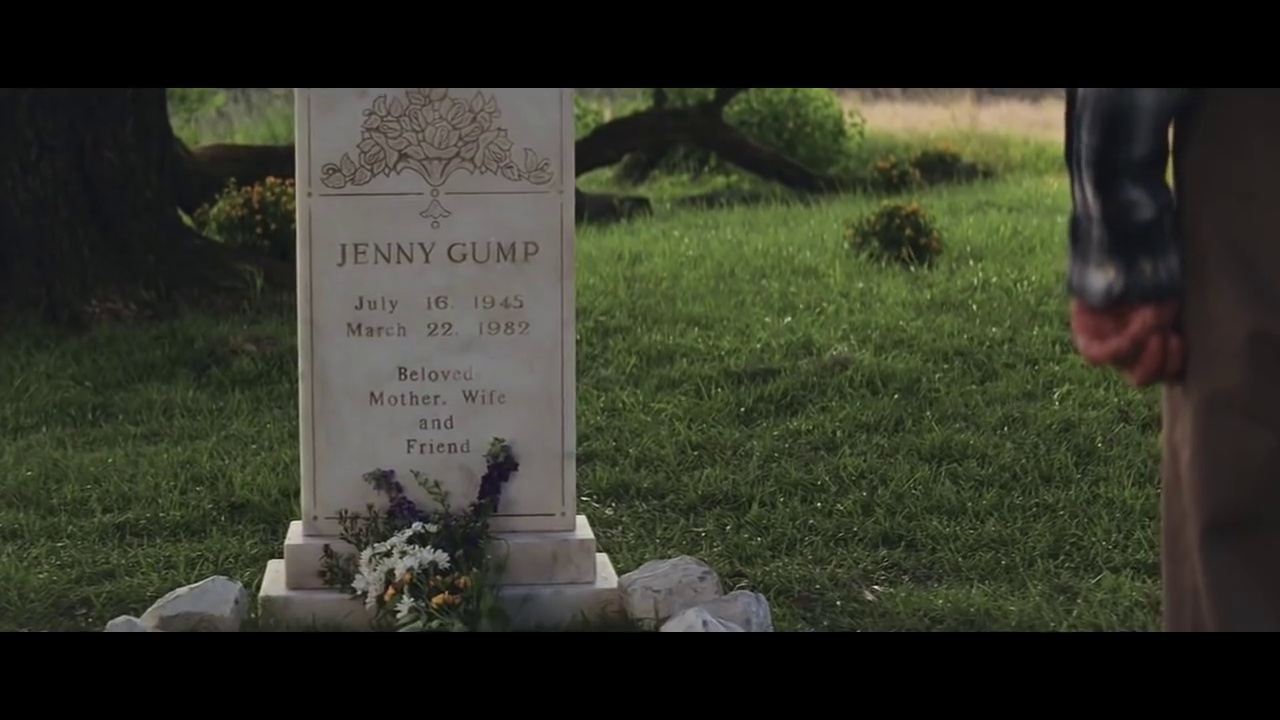 JENNY GUMP
July 16. 1945
March 22. 1982
Beloved
Mother. Wife
and
Friend